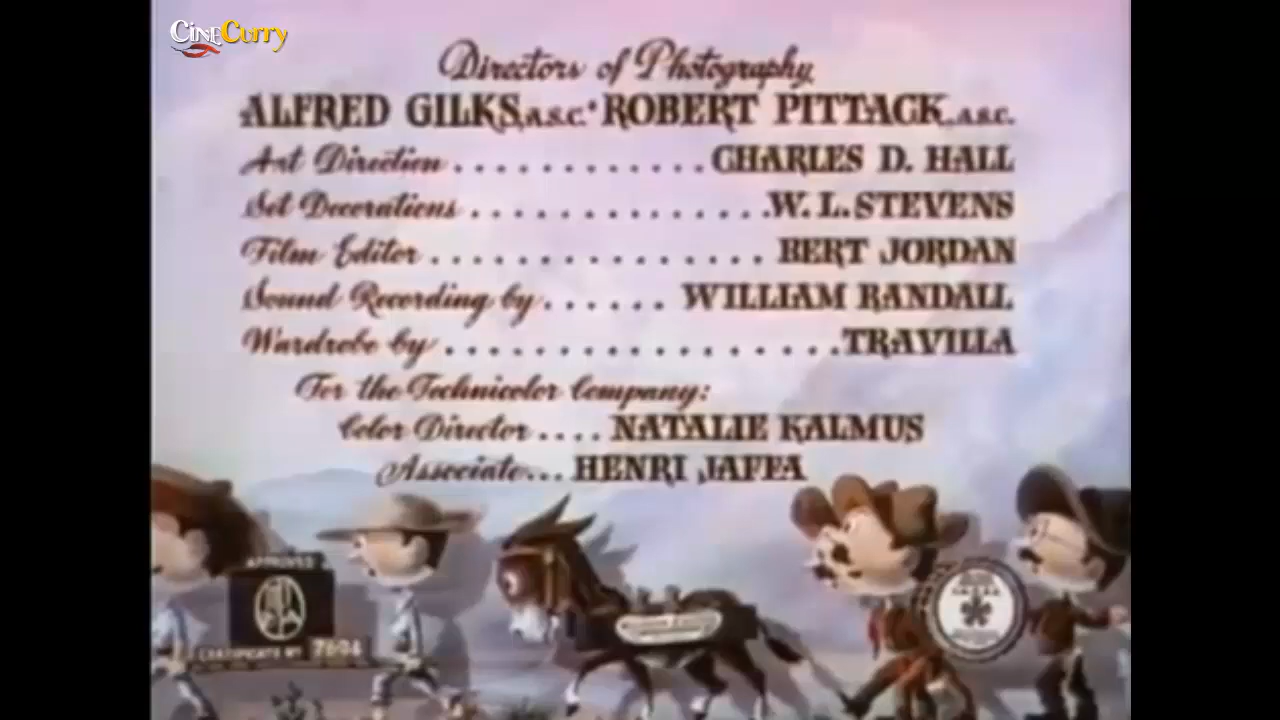 CineCurry
Directors of Photography
ALFRED GILKS, A.S.C. • ROBERT PITTACK, A.S.C.
Art Direction . . . . . . . . . . . . CHARLES D. HALL
Set Decorations . . . . . . . . . . . . . . W. L. STEVENS
Film Editor . . . . . . . . . . . . . . . BERT JORDAN
Sound Recording by . . . . . . WILLIAM RANDALL
Wardrobe by . . . . . . . . . . . . . . . . . . TRAVILLA
For the Technicolor Company:
Color Director . . . . NATALIE KALMUS
Associate . . . HENRI JAFFA
APPROVED
CERTIFICATE Nº